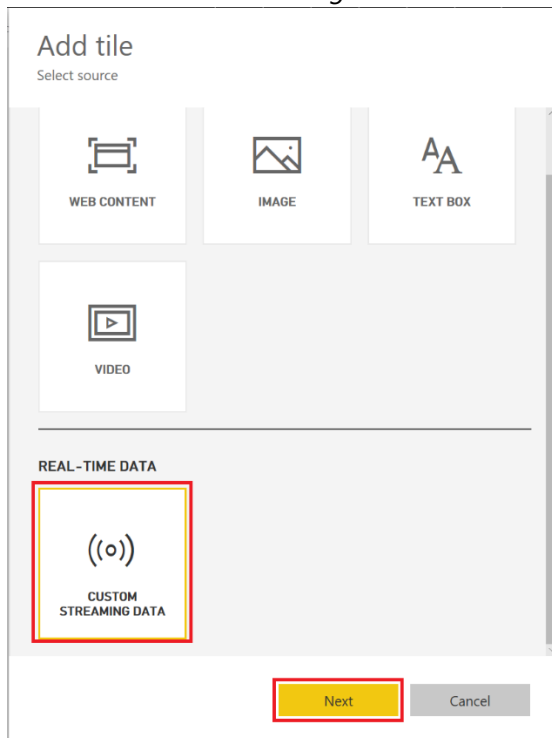 Add tile
Select source
WEB CONTENT
IMAGE
TEXT BOX
VIDEO
REAL-TIME DATA
CUSTOM
STREAMING DATA
Next
Cancel